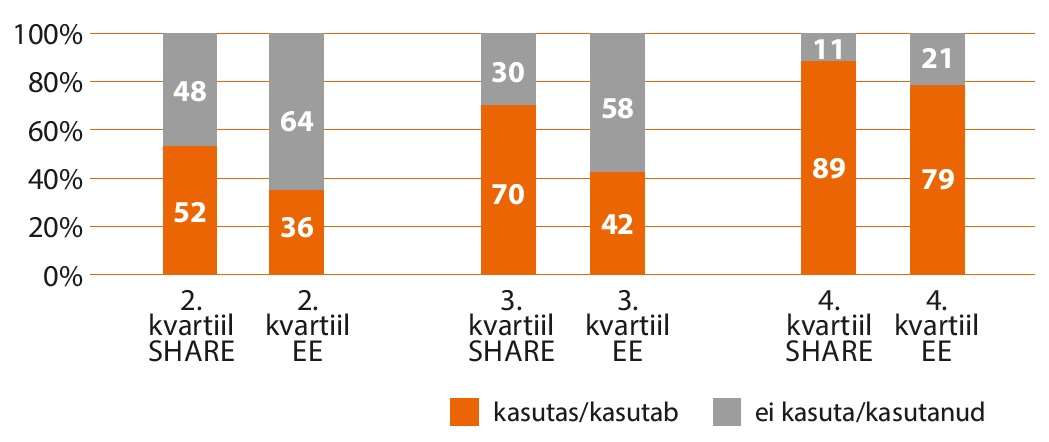 100%
80%
60%
40%
20%
0%
48
52
64
36
30
70
58
42
11
89
21
79
2.
kvartiil
SHARE
2.
kvartiil
EE
3.
kvartiil
SHARE
3.
kvartiil
EE
4.
kvartiil
SHARE
4.
kvartiil
EE
kasutas/kasutab
ei kasuta/kasutanud